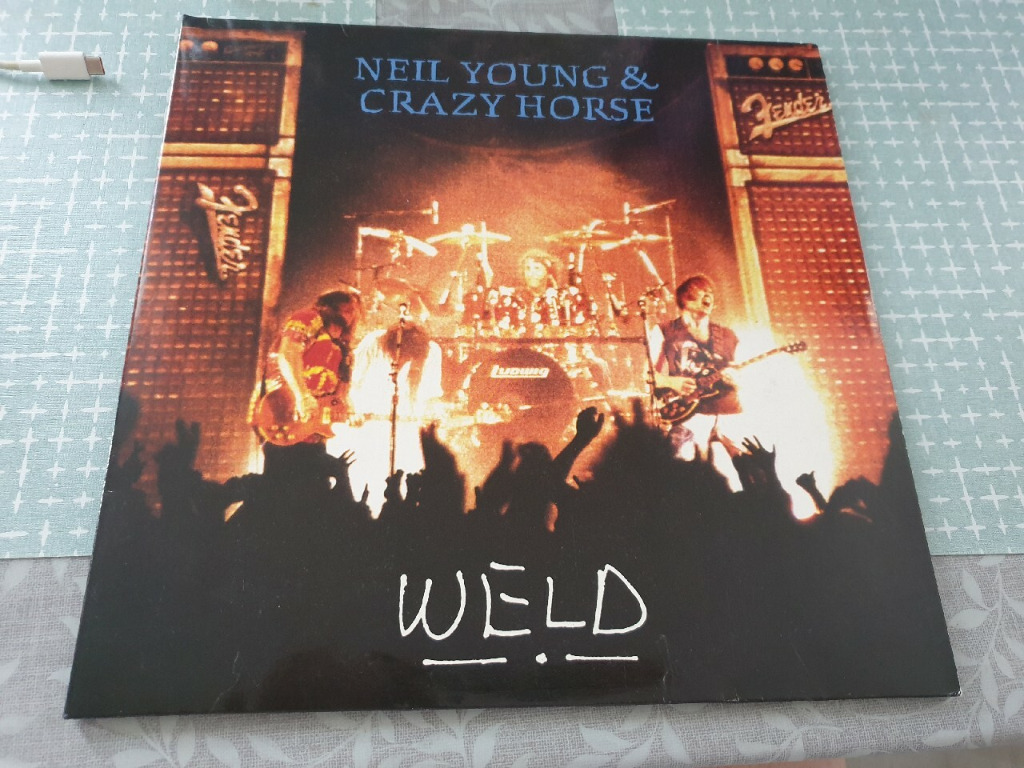 NEIL YOUNG &
CRAZY HORSE
Fender
Fender
LUDWIG
WELD